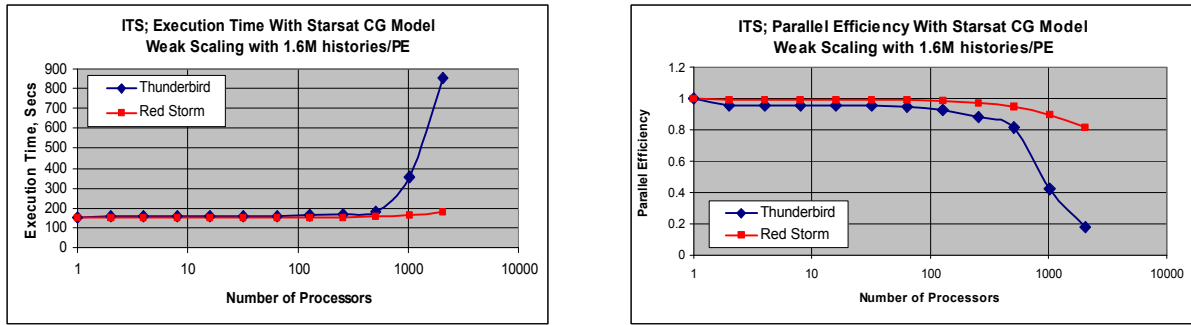 ITS; Execution Time With Starsat CG Model
Weak Scaling with 1.6M histories/PE
900
800
700
600
500
400
300
200
100
0
Execution Time, Secs
Thunderbird
Red Storm
1
10
100
1000
10000
Number of Processors
ITS; Parallel Efficiency With Starsat CG Model
Weak Scaling with 1.6M histories/PE
1.2
1
0.8
0.6
0.4
0.2
0
Parallel Efficiency
Thunderbird
Red Storm
1
10
100
1000
10000
Number of Processors